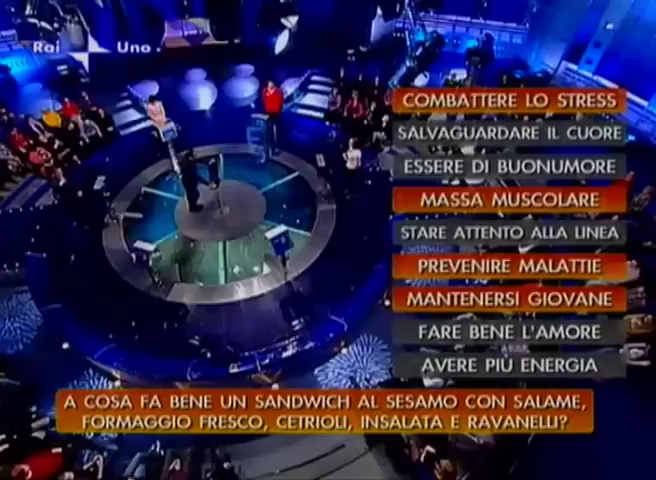 Rai Uno
COMBATTERE LO STRESS
SALVAGUARDARE IL CUORE
ESSERE DI BUONUMORE
MASSA MUSCOLARE
STARE ATTENTO ALLA LINEA
PREVENIRE MALATTIE
MANTENERSI GIOVANE
FARE BENE L'AMORE
AVERE PIÙ ENERGIA
A COSA FA BENE UN SANDWICH AL SESAMO CON SALAME,
FORMAGGIO FRESCO, CETRIOLI, INSALATA E RAVANELLI?